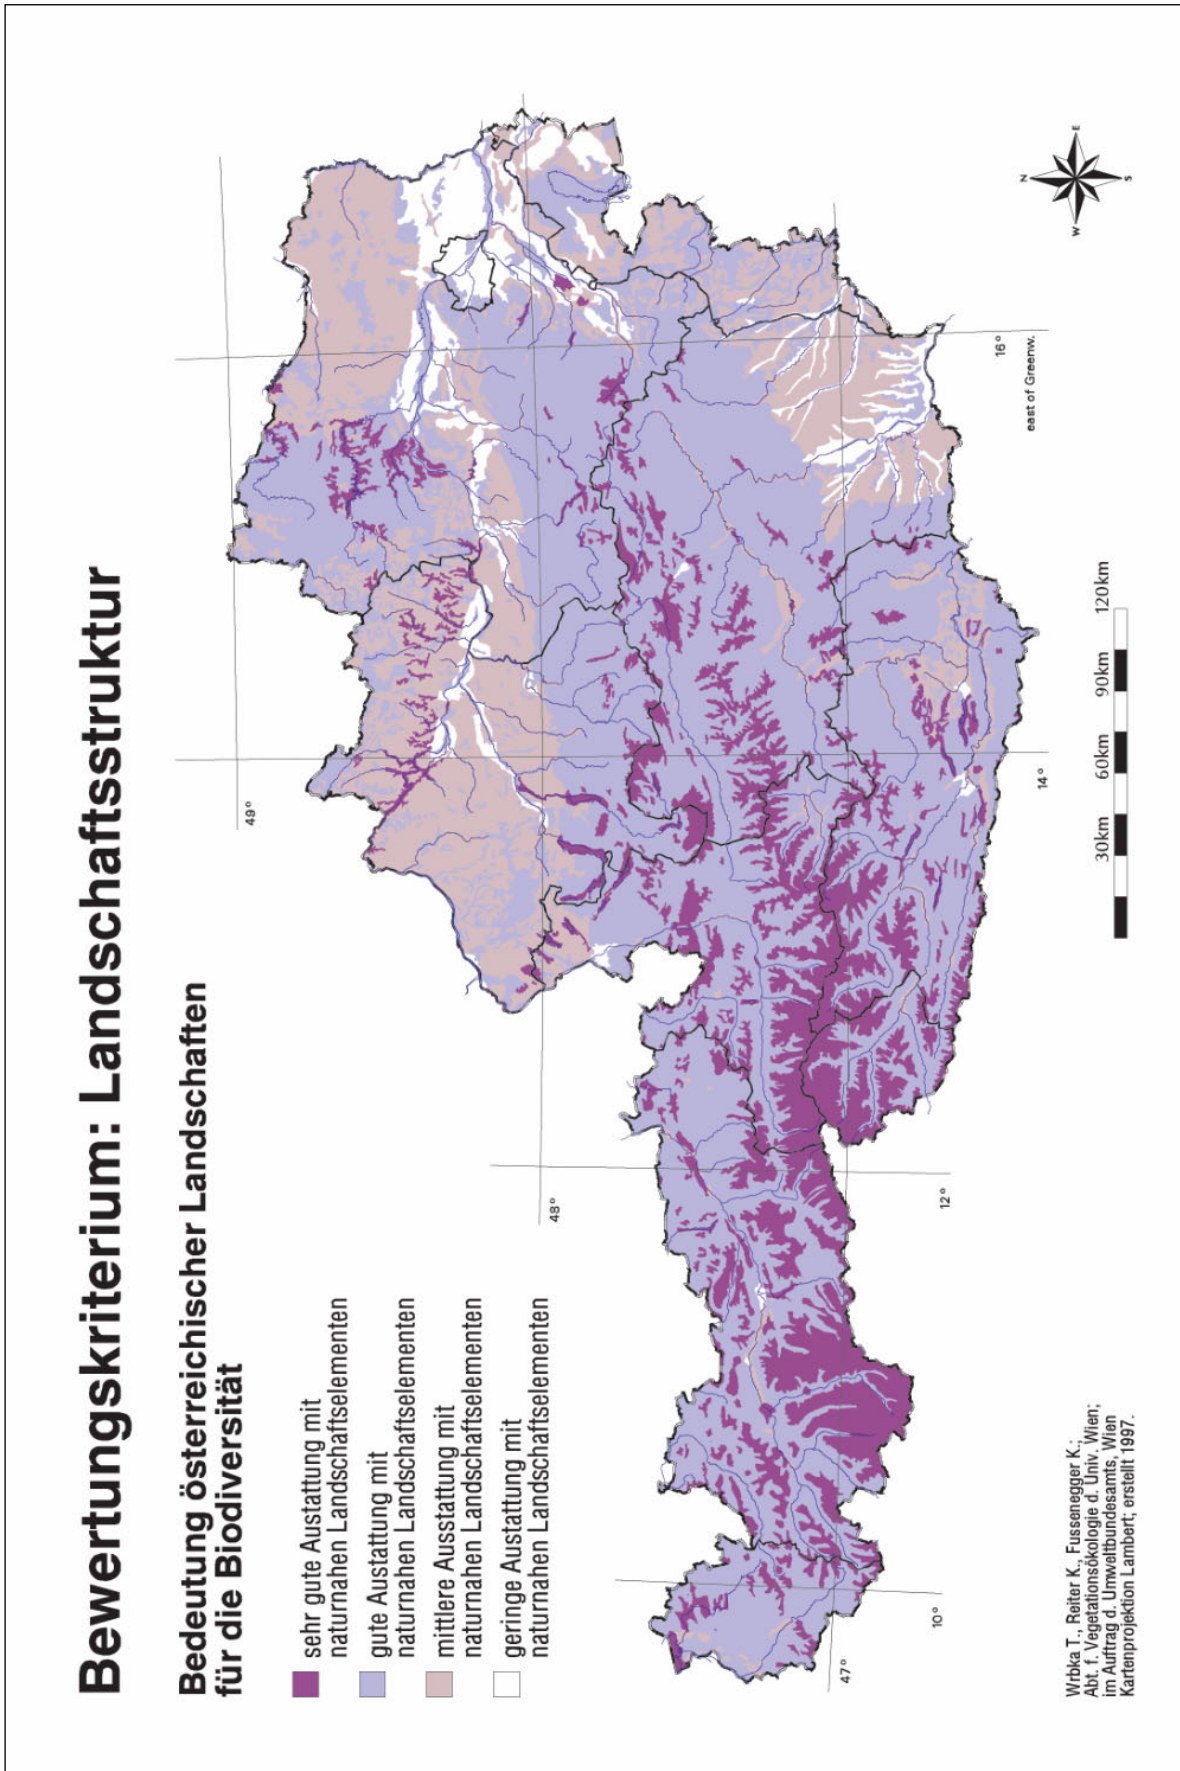 Bewertungskriterium: Landschaftsstruktur
Bedeutung österreichischer Landschaften
für die Biodiversität
sehr gute Austattung mit
naturnahen Landschaftselementen
gute Austattung mit
naturnahen Landschaftselementen
mittlere Ausstattung mit
naturnahen Landschaftselementen
geringe Austattung mit
naturnahen Landschaftselementen
49°
48°
47°
10°
12°
14°
16°
east of Greenw.
N
E
S
W
30km 60km 90km 120km
Wrbka T., Reiter K., Fussenegger K.;
Abt. f. Vegetationsökologie d. Univ. Wien;
im Auftrag d. Umweltbundesamts, Wien
Kartenprojektion Lambert; erstellt 1997.